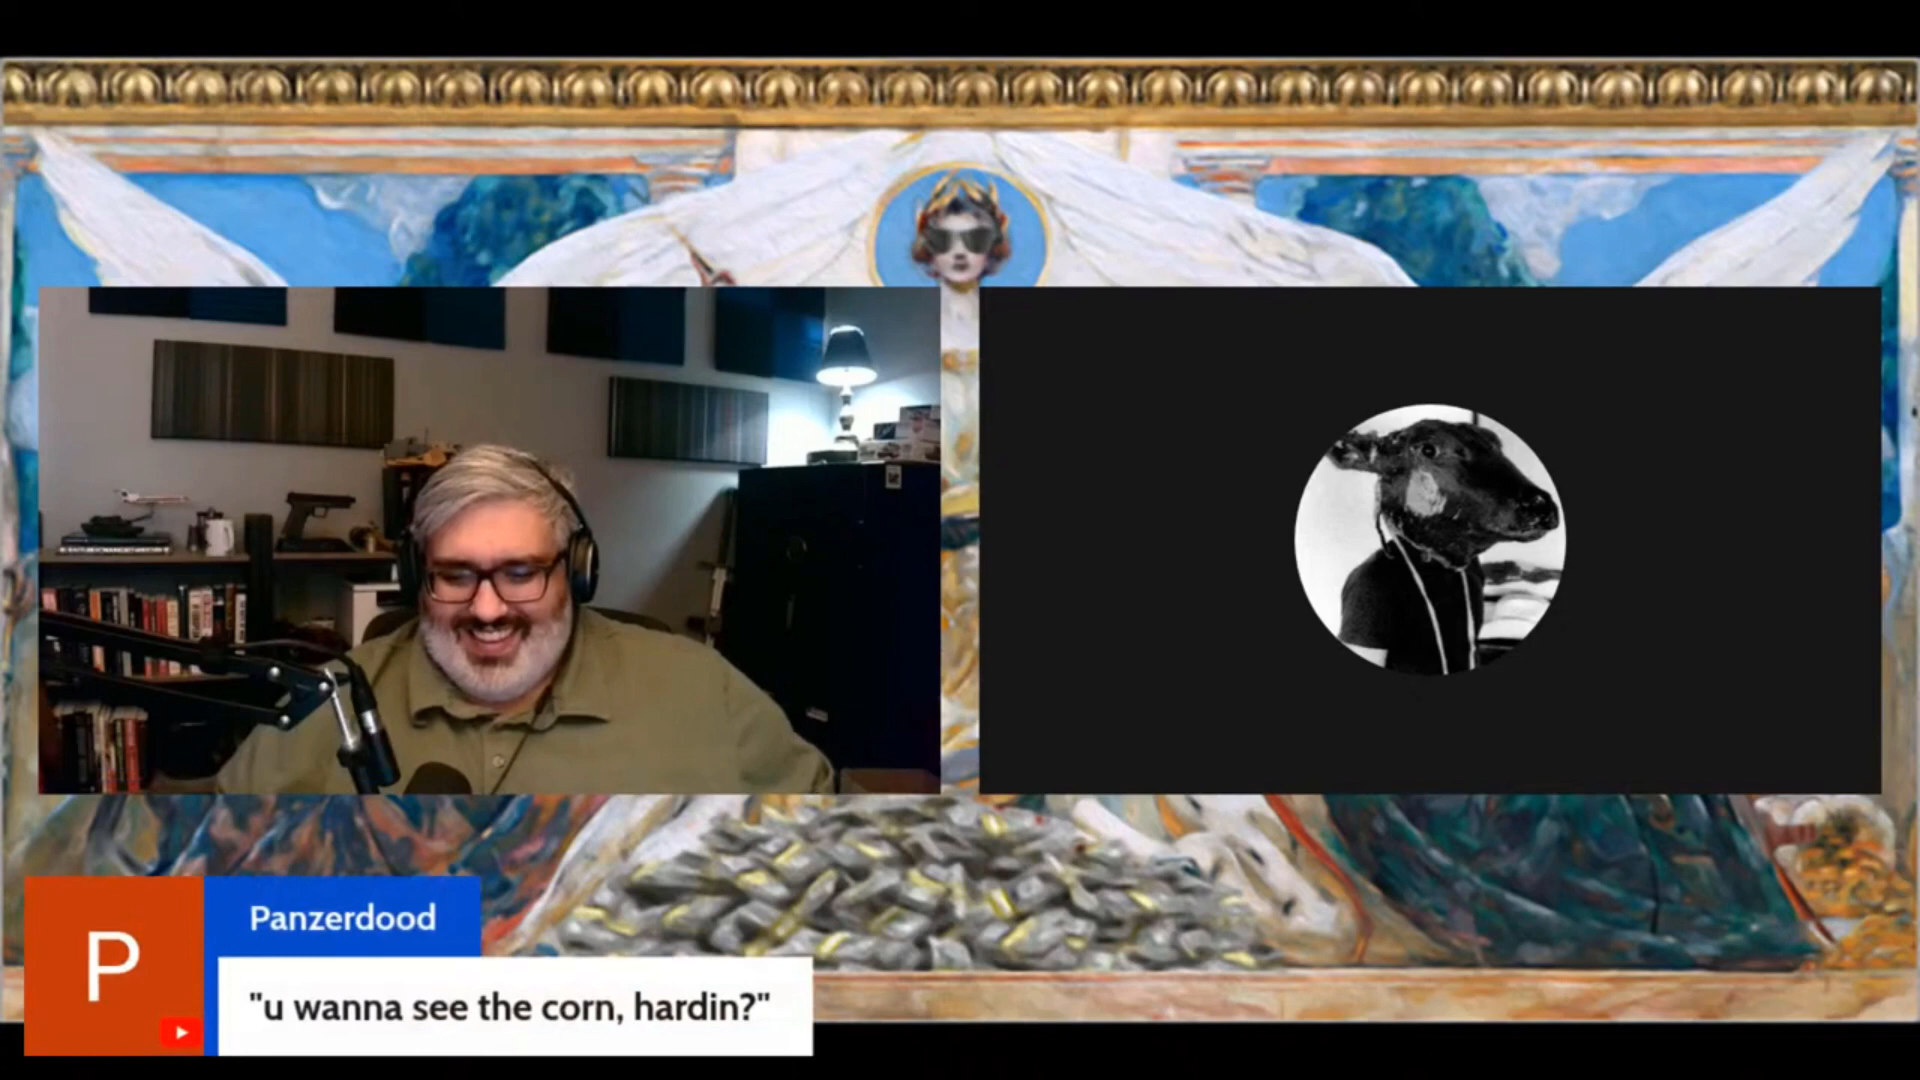 P
Panzerdood
"u wanna see the corn, hardin?"